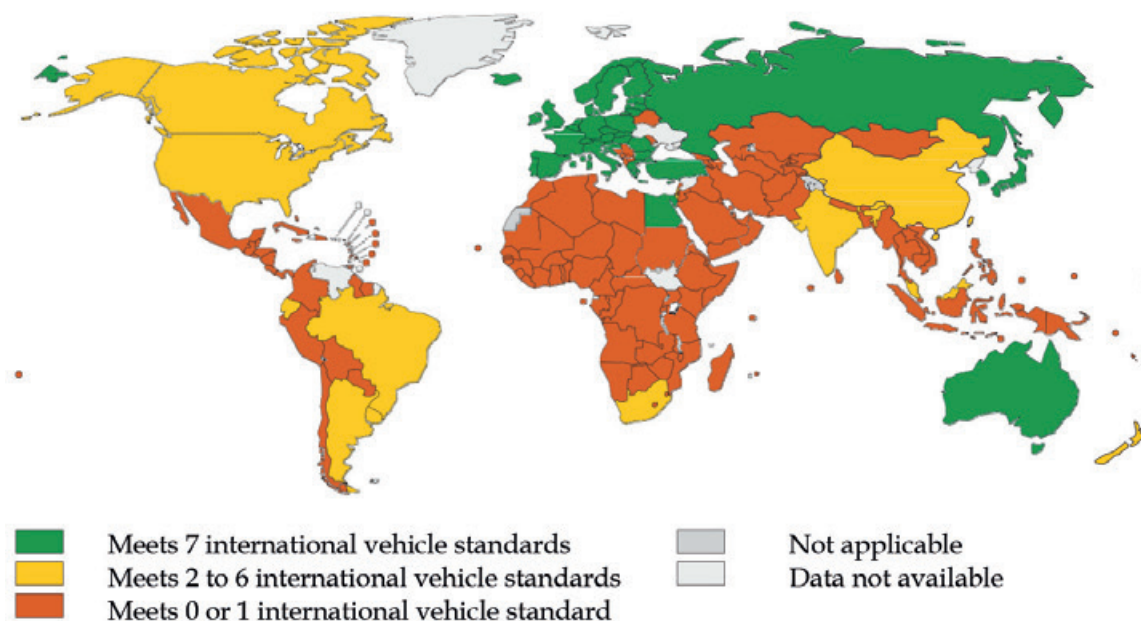 Meets 7 international vehicle standards
Meets 2 to 6 international vehicle standards
Meets 0 or 1 international vehicle standard
Not applicable
Data not available